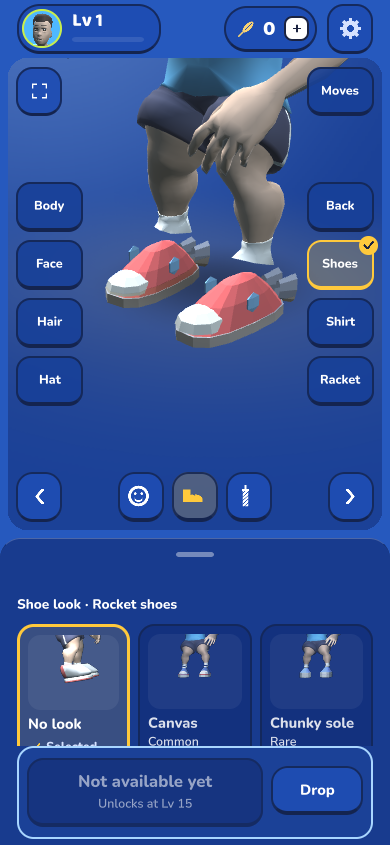 Lv 1
0
+
Moves
Body
Back
Face
Shoes
Hair
Shirt
Hat
Racket
Shoe look · Rocket shoes
No look
Canvas
Chunky sole
✓ Selected
Common
Rare
Not available yet
Unlocks at Lv 15
Drop